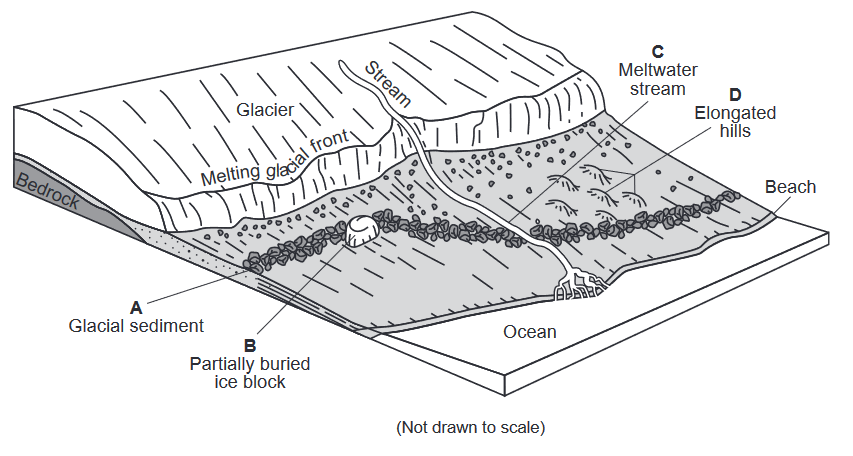 C
Meltwater
stream
D
Elongated
hills
Stream
Glacier
Melting glacial front
Bedrock
Beach
A
Glacial sediment
B
Partially buried
ice block
Ocean
(Not drawn to scale)